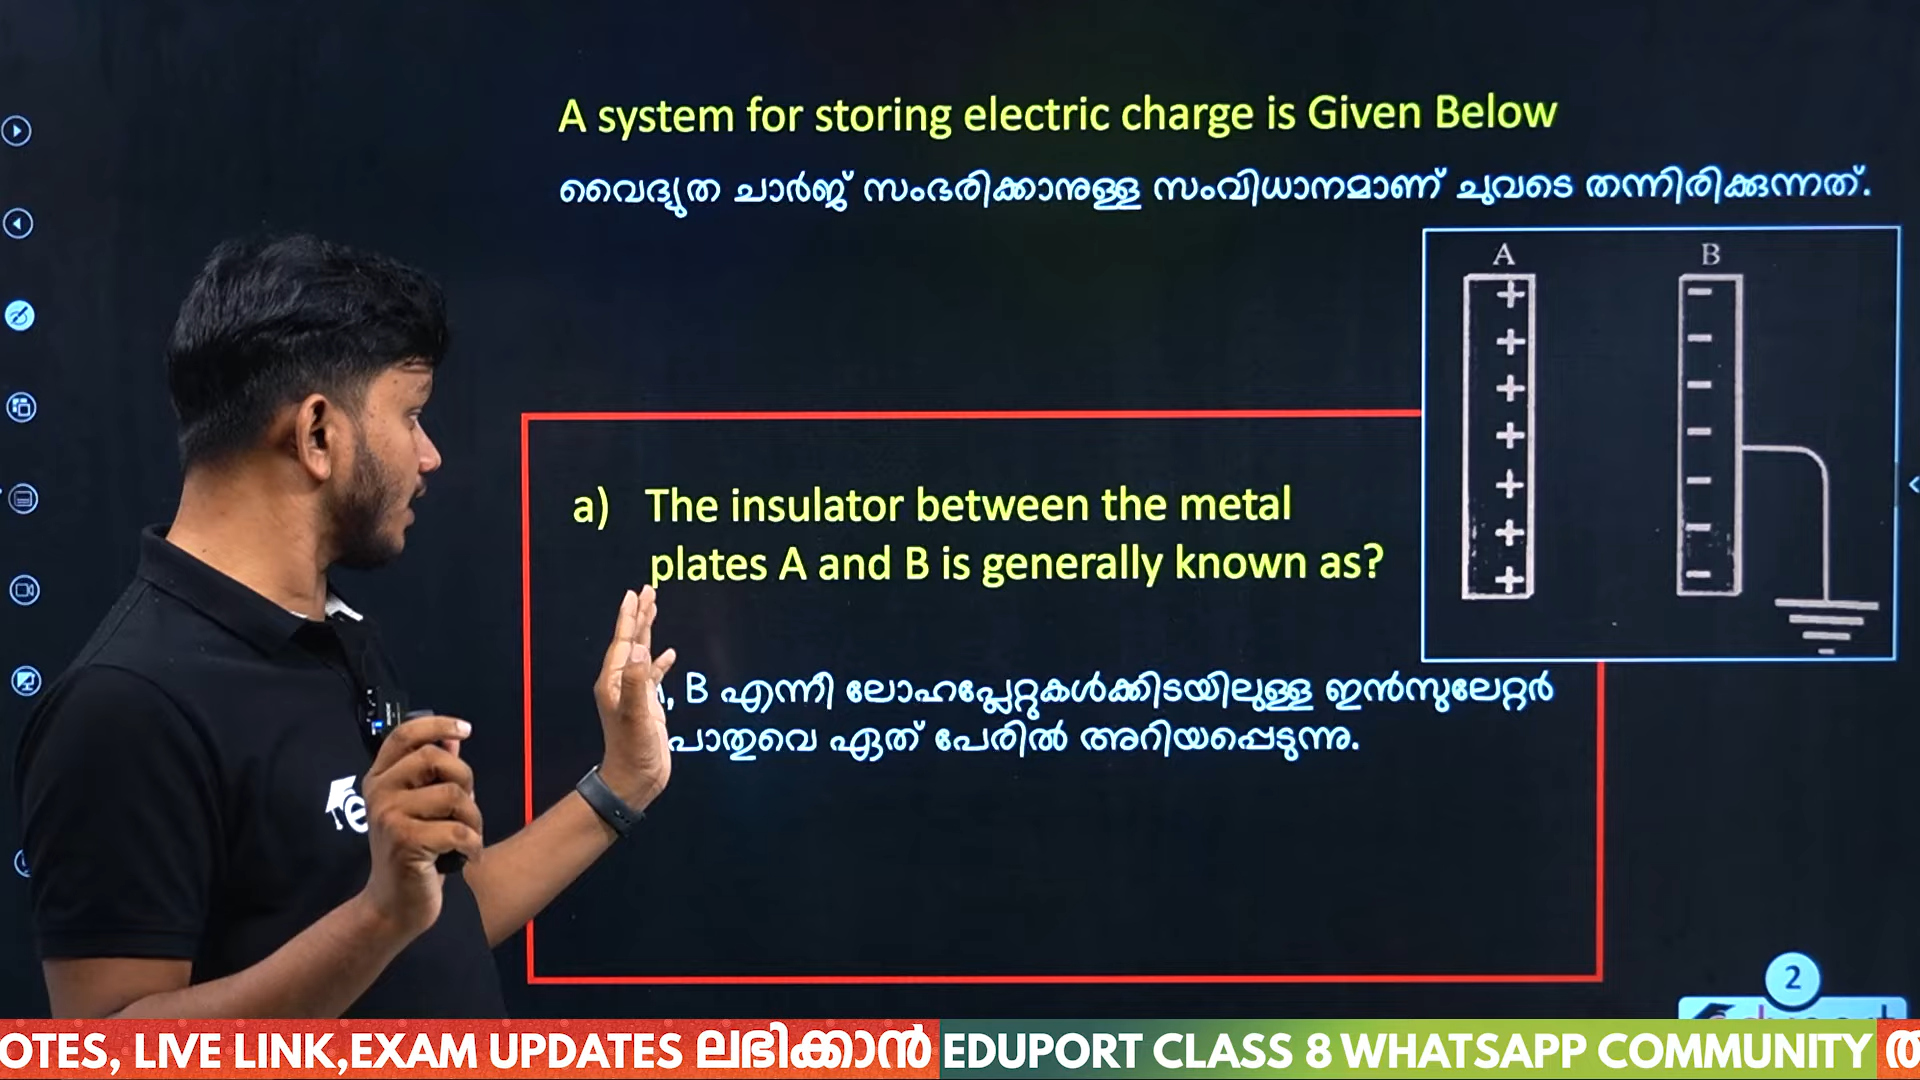 A system for storing electric charge is Given Below
വൈദ്യുത ചാർജ് സംഭരിക്കാനുള്ള സംവിധാനമാണ് ചുവടെ തന്നിരിക്കുന്നത്.
A B
a) The insulator between the metal
plates A and B is generally known as?
, B എന്നീ ലോഹപ്ലേറ്റുകൾക്കിടയിലുള്ള ഇൻസുലേറ്റർ
പൊതുവെ ഏത് പേരിൽ അറിയപ്പെടുന്നു.
2
OTES, LIVE LINK,EXAM UPDATES ലഭിക്കാൻ EDUPORT CLASS 8 WHATSAPP COMMUNITY